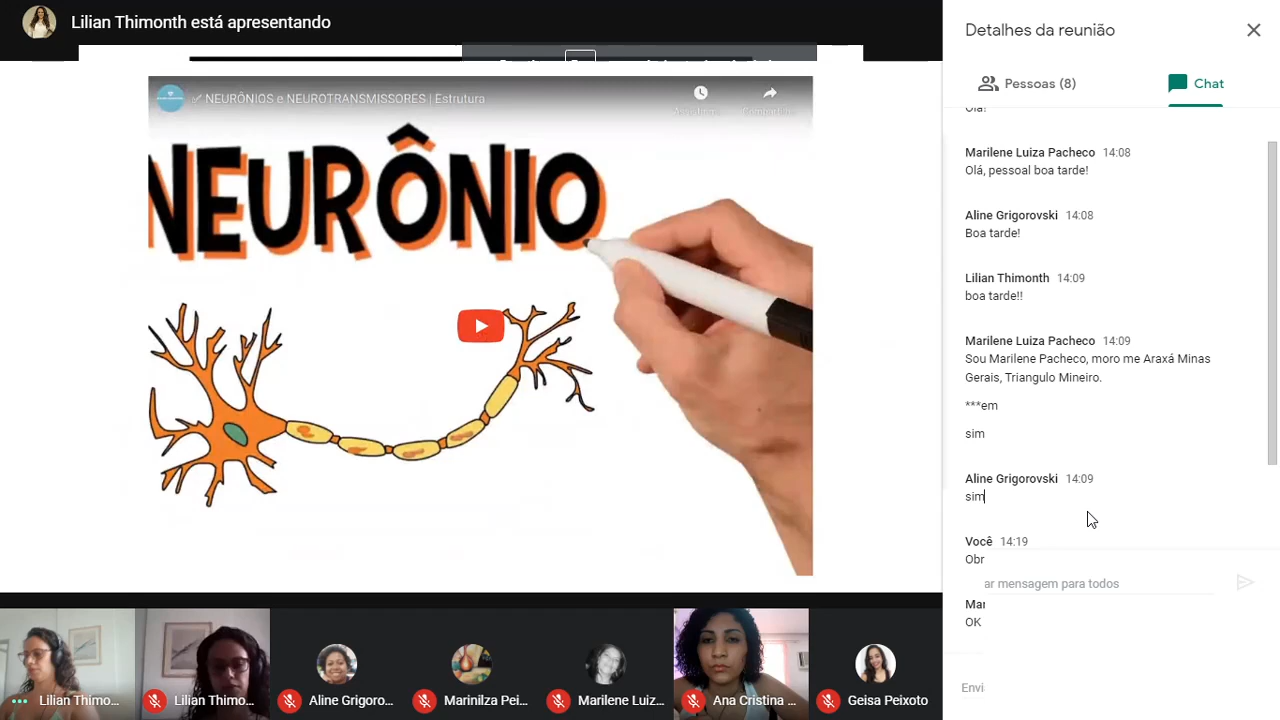 Lilian Thimonth está apresentando
✅ NEURÔNIOS e NEUROTRANSMISSORES | Estrutura
NEURÔNIO
Lilian Thimo...
Lilian Thimo...
Aline Grigoro...
Marinilza Pei...
Marilene Luiz...
Ana Cristina ...
Geisa Peixoto
Detalhes da reunião
Pessoas (8)
Chat
Olá!
Marilene Luiza Pacheco 14:08
Olá, pessoal boa tarde!
Aline Grigorovski 14:08
Boa tarde!
Lilian Thimonth 14:09
boa tarde!!
Marilene Luiza Pacheco 14:09
Sou Marilene Pacheco, moro me Araxá Minas
Gerais, Triangulo Mineiro.
***em
sim
Aline Grigorovski 14:09
sim
Você 14:19
Obr
ar mensagem para todos
Mar
OK
Envi